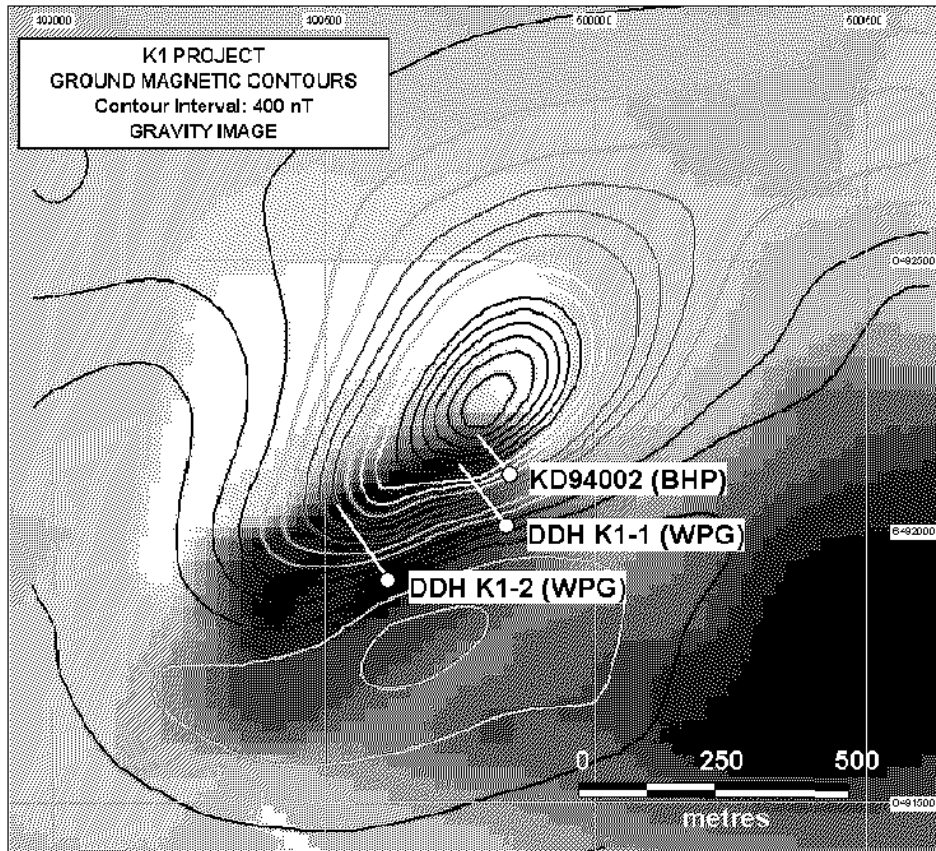 500000
K1 PROJECT
GROUND MAGNETIC CONTOURS
Contour Interval: 400 nT
GRAVITY IMAGE
KD94002 (BHP)
DDH K1-1 (WPG)
DDH K1-2 (WPG)
0 250 500
metres